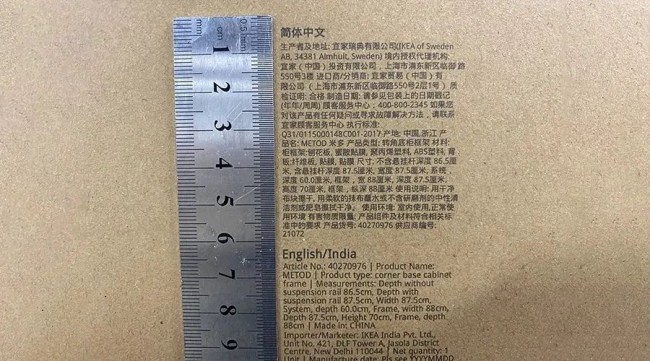 0.5mm
cm
1
2
3
4
5
6
7
8
9
简体中文
生产者及地址: 宜家瑞典有限公司(IKEA of Sweden
AB, 34381 Älmhult, Sweden) 境内授权代理机构:
宜家（中国）投资有限公司，上海市浦东新区临御路
550号3楼 进口商/分销商: 宜家贸易（中国）有
限公司（上海市浦东新区临御路550号2层1号）质
检证明: 合格 制造日期: 请参见包装上的日期戳记
(年年/周周) 顾客服务中心，400-800-2345 如果您
对该产品有任何疑问或寻求故障解决方法，请联系
宜家顾客服务中心 执行标准:
Q31/0115000148C001-2017 产地: 中国.浙江 产
品名: METOD 米多 产品类型: 转角底柜框架 材料:
柜框架:刨花板, 蜜胺贴膜, 聚丙烯塑料, ABS塑料, 背
板:纤维板, 贴膜, 贴膜 尺寸: 不含悬挂杆深度 86.5厘
米, 含悬挂杆深度 87.5厘米, 宽度 87.5厘米, 系统，
深度 60.0厘米, 框架，宽 88厘米, 深度 87.5厘米,
高度 70厘米, 框架，纵深 88厘米 使用说明: 用干净
布块擦干, 用柔软的抹布蘸水或不含研磨剂的中性清
洁剂或肥皂擦拭干净。 使用环境: 室内使用,正常使
用环境 有害物质限量: 产品组件及材料符合相关标
准中的要求 产品货号: 40270976 供应商编号:
21072
English/India
Article No.: 40270976 | Product Name:
METOD | Product type: corner base cabinet
frame | Measurements: Depth without
suspension rail 86.5cm, Depth with
suspension rail 87.5cm, Width 87.5cm,
System, depth 60.0cm, Frame, width 88cm,
Depth 87.5cm, Height 70cm, Frame, depth
88cm | Made in: CHINA
Importer/Marketer: IKEA India Pvt. Ltd.,
Unit No. 421, DLF Tower A, Jasola District
Centre, New Delhi 110044 | Net quantity: 1
Unit | Manufacture date: Pls see YYYYMMDD